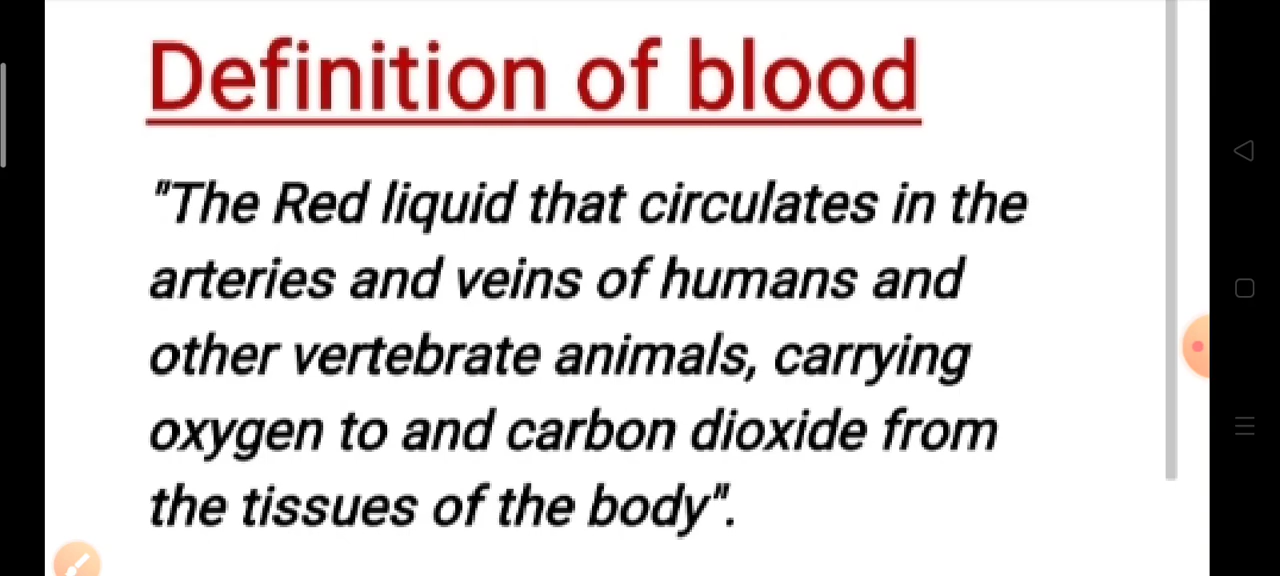 Definition of blood
"The Red liquid that circulates in the
arteries and veins of humans and
other vertebrate animals, carrying
oxygen to and carbon dioxide from
the tissues of the body".